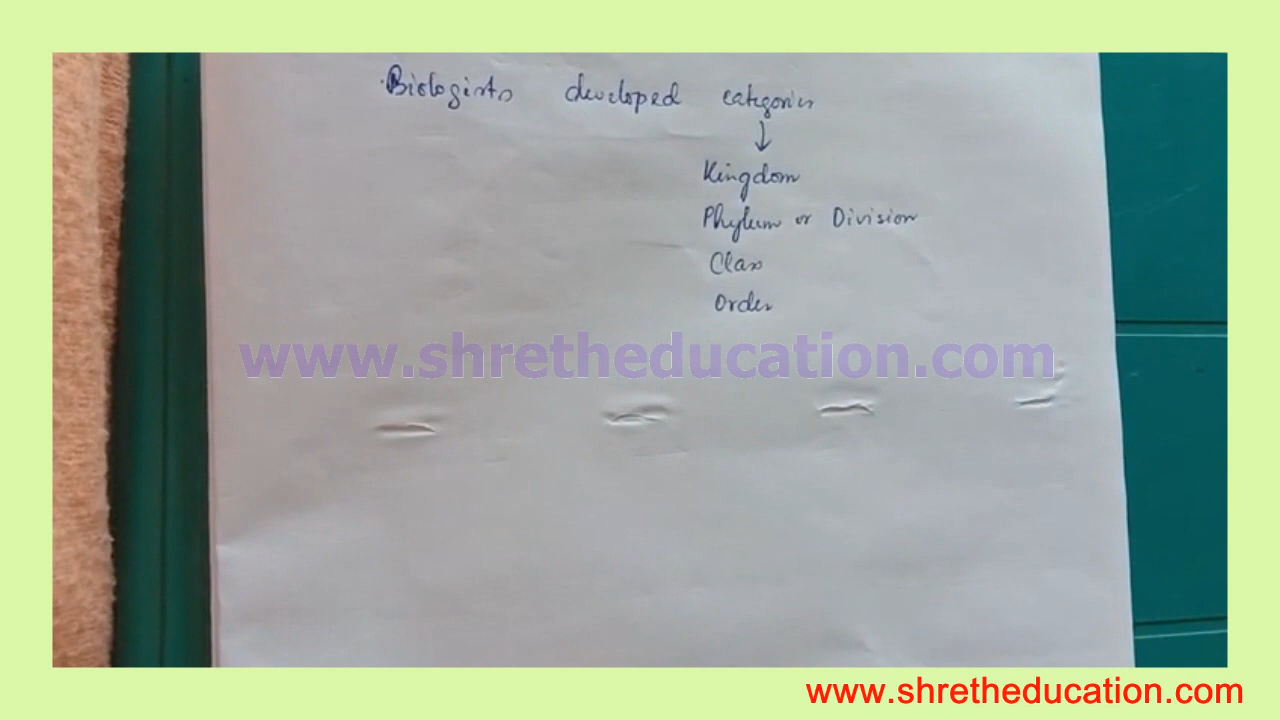 Biologists developed categories
↓
Kingdom
Phylum or Division
Class
Order
www.shretheducation.com
www.shretheducation.com